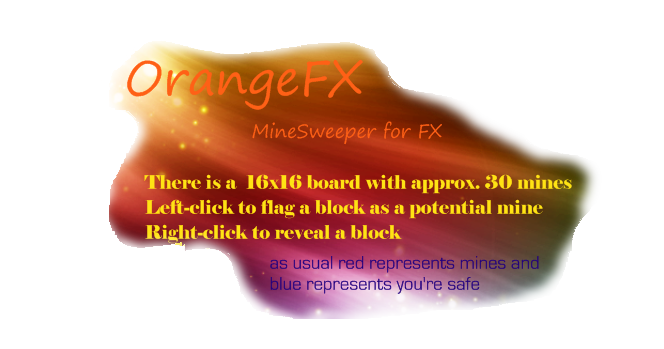 OrangeFX
MineSweeper for FX
There is a 16x16 board with approx. 30 mines
Left-click to flag a block as a potential mine
Right-click to reveal a block
as usual red represents mines and
blue represents you're safe